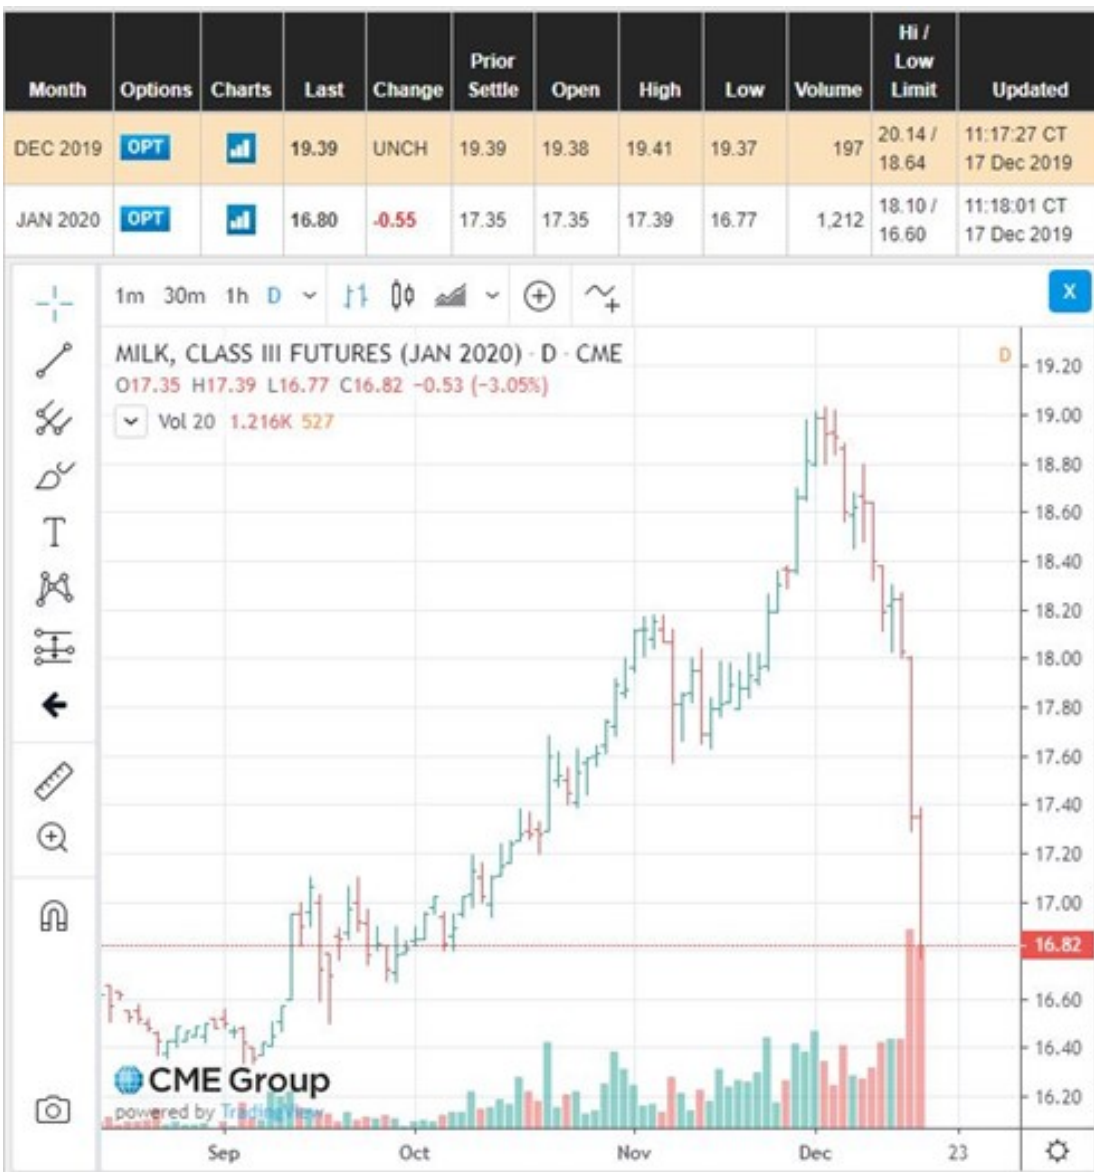 Month Options Charts Last Change Prior Settle Open High Low Volume Hi / Low Limit Updated
DEC 2019 OPT 19.39 UNCH 19.39 19.38 19.41 19.37 197 20.14 / 18.64 11:17:27 CT 17 Dec 2019
JAN 2020 OPT 16.80 -0.55 17.35 17.35 17.39 16.77 1,212 18.10 / 16.60 11:18:01 CT 17 Dec 2019
1m 30m 1h D X
MILK, CLASS III FUTURES (JAN 2020) · D · CME D
O17.35 H17.39 L16.77 C16.82 −0.53 (−3.05%)
Vol 20 1.216K 527
T
19.20
19.00
18.80
18.60
18.40
18.20
18.00
17.80
17.60
17.40
17.20
17.00
16.82
16.60
16.40
16.20
CME Group
powered by TradingView
Sep Oct Nov Dec 23